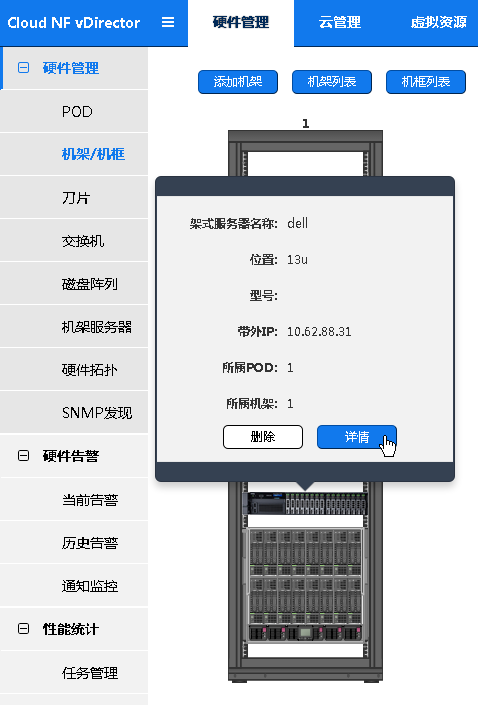 Cloud NF vDirector 硬件管理 云管理 虚拟资源
硬件管理
POD
机架/机框
刀片
交换机
磁盘阵列
机架服务器
硬件拓扑
SNMP发现
硬件告警
当前告警
历史告警
通知监控
性能统计
任务管理
添加机架 机架列表 机框列表
1
架式服务器名称: dell
位置: 13u
型号:
带外IP: 10.62.88.31
所属POD: 1
所属机架: 1
删除 详情